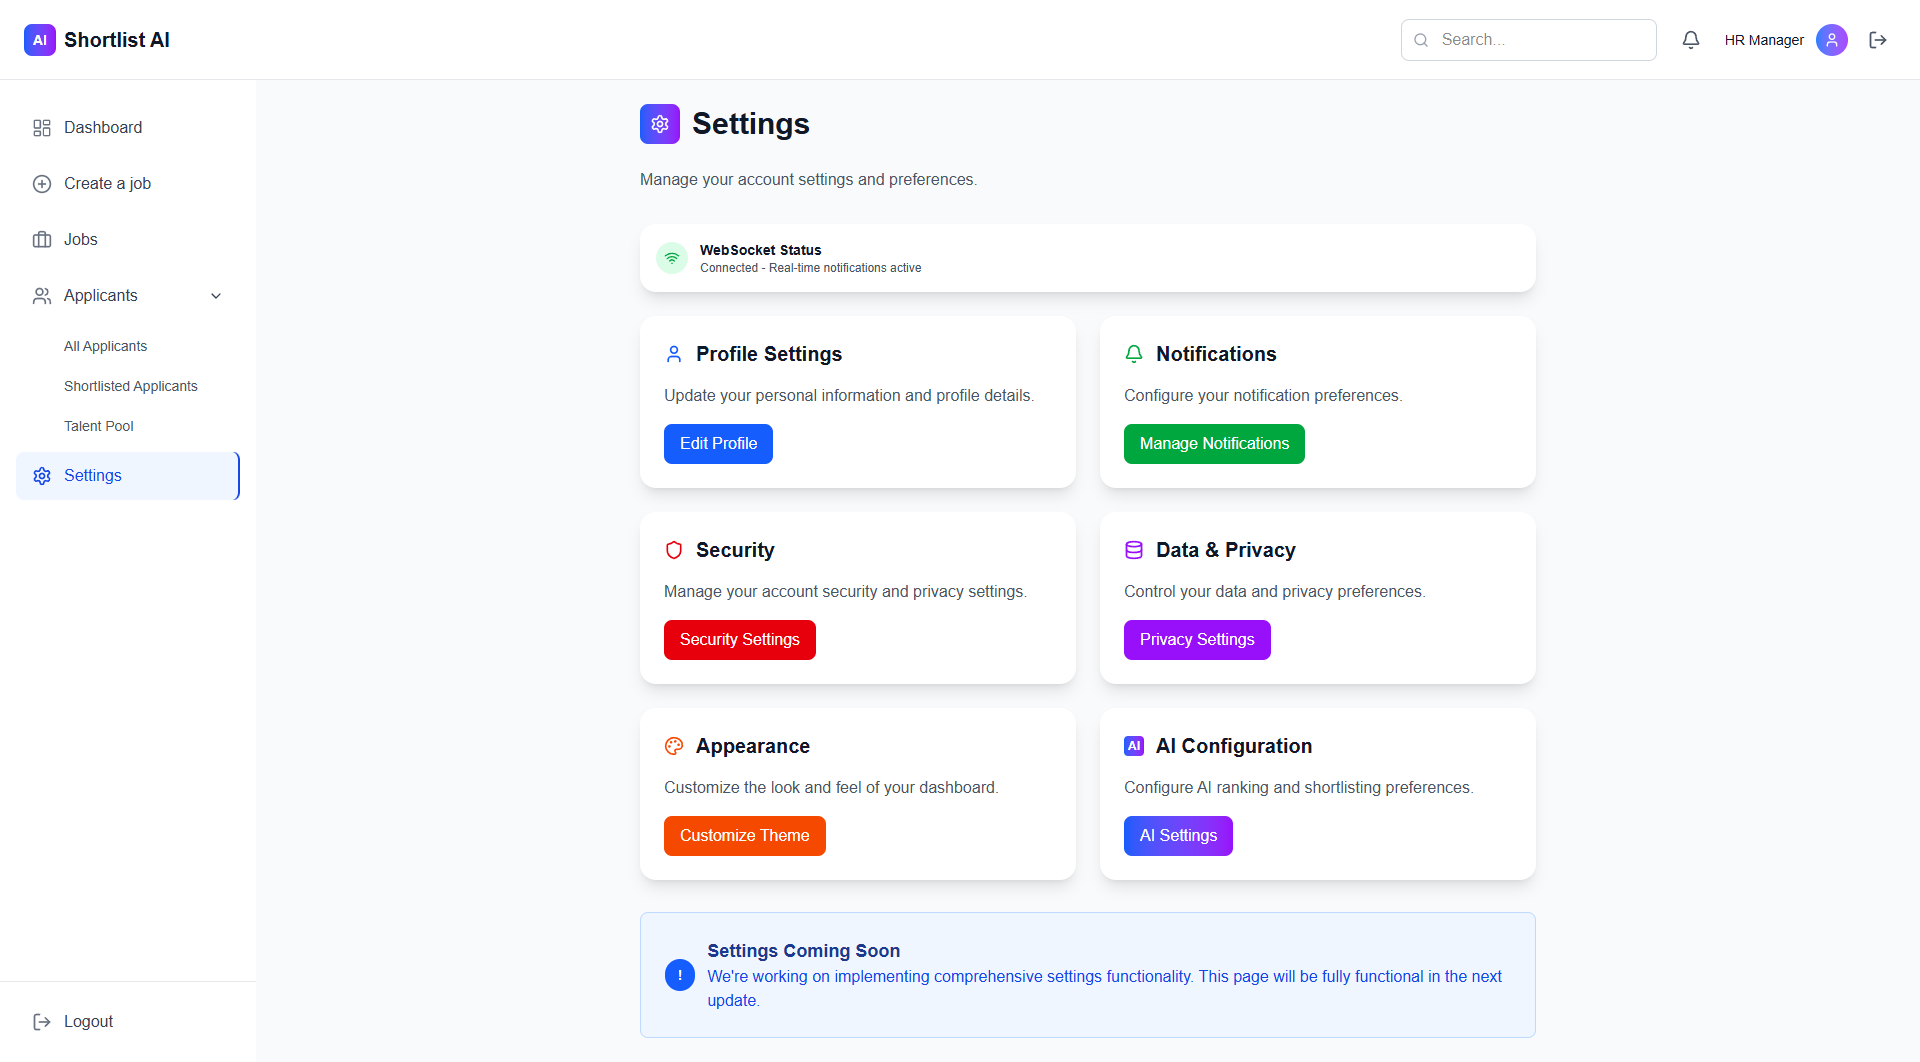 AI Shortlist AI
Search...
HR Manager
Dashboard
Create a job
Jobs
Applicants
All Applicants
Shortlisted Applicants
Talent Pool
Settings
Logout
Settings
Manage your account settings and preferences.
WebSocket Status
Connected - Real-time notifications active
Profile Settings
Update your personal information and profile details.
Edit Profile
Notifications
Configure your notification preferences.
Manage Notifications
Security
Manage your account security and privacy settings.
Security Settings
Data & Privacy
Control your data and privacy preferences.
Privacy Settings
Appearance
Customize the look and feel of your dashboard.
Customize Theme
AI AI Configuration
Configure AI ranking and shortlisting preferences.
AI Settings
Settings Coming Soon
!
We're working on implementing comprehensive settings functionality. This page will be fully functional in the next
update.